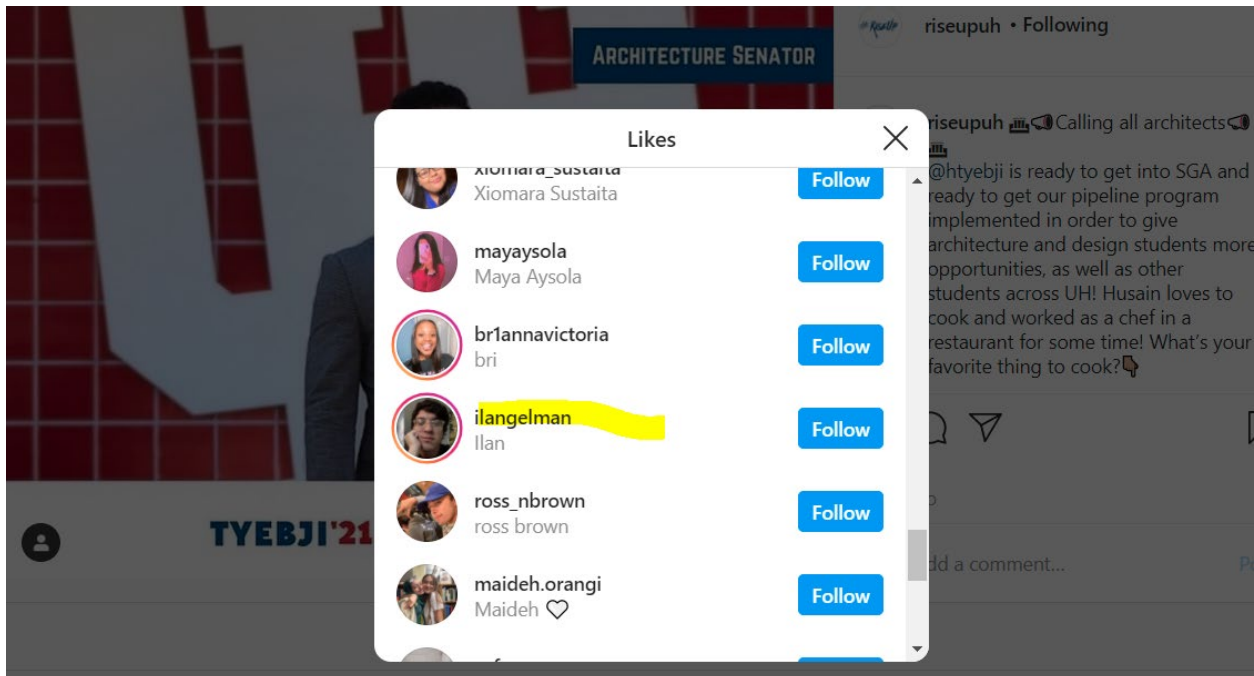 ARCHITECTURE SENATOR
TYEBJI'21
Likes
xiomara_sustaita
Xiomara Sustaita
Follow
mayaysola
Maya Aysola
Follow
br1annavictoria
bri
Follow
ilangelman
Ilan
Follow
ross_nbrown
ross brown
Follow
maideh.orangi
Maideh ♡
Follow
riseupuh • Following
riseupuh Calling all architects
@htyebji is ready to get into SGA and
ready to get our pipeline program
implemented in order to give
architecture and design students more
opportunities, as well as other
students across UH! Husain loves to
cook and worked as a chef in a
restaurant for some time! What's your
favorite thing to cook?
dd a comment...